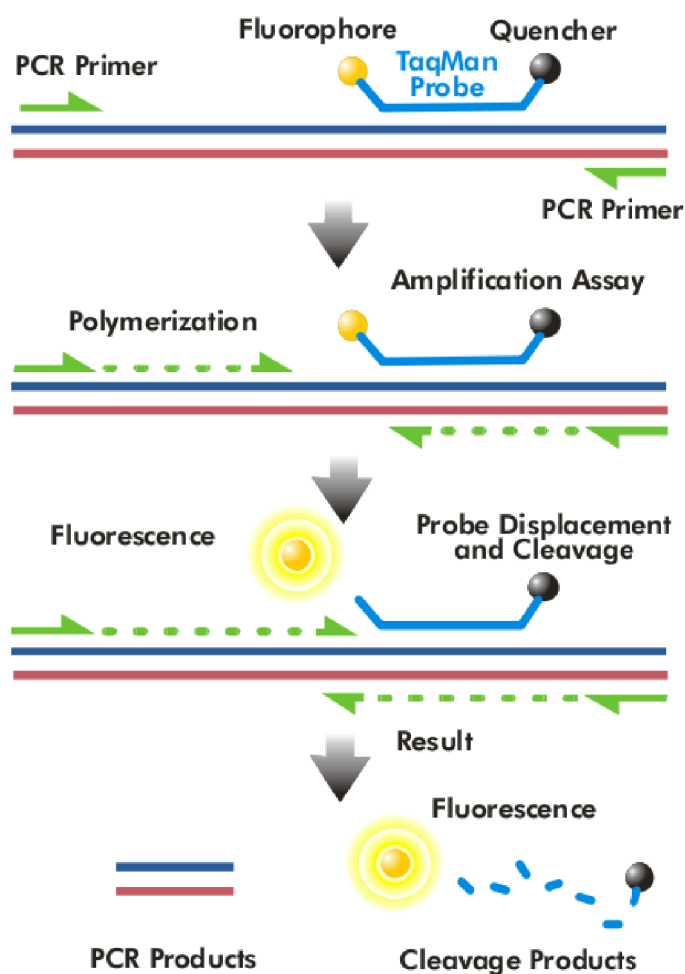 Fluorophore
Quencher
PCR Primer
TaqMan
Probe
PCR Primer
Amplification Assay
Polymerization
Fluorescence
Probe Displacement
and Cleavage
Result
Fluorescence
PCR Products
Cleavage Products